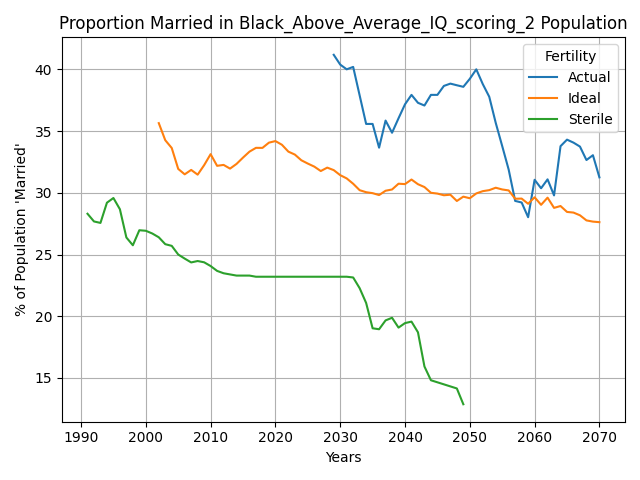 Proportion Married in Black_Above_Average_IQ_scoring_2 Population
Fertility
Actual
Ideal
Sterile
% of Population 'Married'
40
35
30
25
20
15
1990 2000 2010 2020 2030 2040 2050 2060 2070
Years